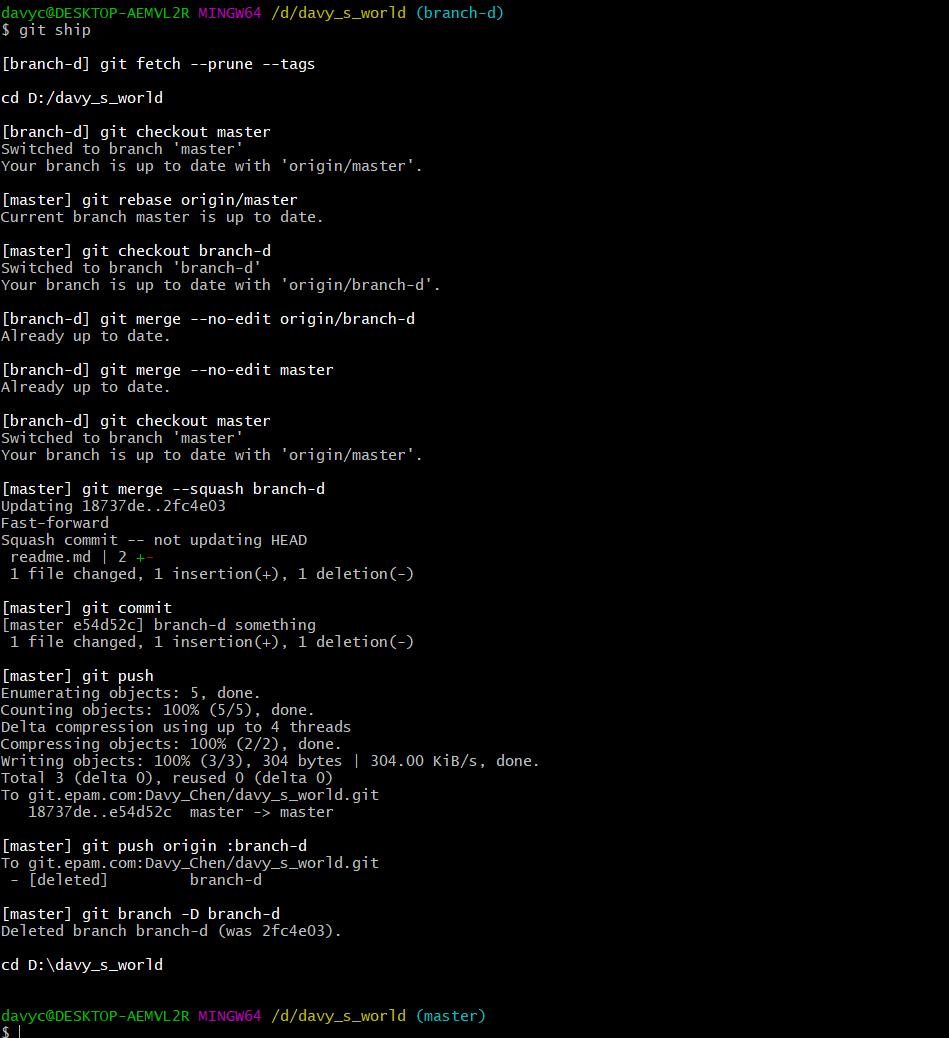 davyc@DESKTOP-AEMVL2R MINGW64 /d/davy_s_world (branch-d)
$ git ship
[branch-d] git fetch --prune --tags
cd D:/davy_s_world
[branch-d] git checkout master
Switched to branch 'master'
Your branch is up to date with 'origin/master'.
[master] git rebase origin/master
Current branch master is up to date.
[master] git checkout branch-d
Switched to branch 'branch-d'
Your branch is up to date with 'origin/branch-d'.
[branch-d] git merge --no-edit origin/branch-d
Already up to date.
[branch-d] git merge --no-edit master
Already up to date.
[branch-d] git checkout master
Switched to branch 'master'
Your branch is up to date with 'origin/master'.
[master] git merge --squash branch-d
Updating 18737de..2fc4e03
Fast-forward
Squash commit -- not updating HEAD
 readme.md | 2 +-
 1 file changed, 1 insertion(+), 1 deletion(-)
[master] git commit
[master e54d52c] branch-d something
 1 file changed, 1 insertion(+), 1 deletion(-)
[master] git push
Enumerating objects: 5, done.
Counting objects: 100% (5/5), done.
Delta compression using up to 4 threads
Compressing objects: 100% (2/2), done.
Writing objects: 100% (3/3), 304 bytes | 304.00 KiB/s, done.
Total 3 (delta 0), reused 0 (delta 0)
To git.epam.com:Davy_Chen/davy_s_world.git
   18737de..e54d52c  master -> master
[master] git push origin :branch-d
To git.epam.com:Davy_Chen/davy_s_world.git
 - [deleted]         branch-d
[master] git branch -D branch-d
Deleted branch branch-d (was 2fc4e03).
cd D:\davy_s_world
davyc@DESKTOP-AEMVL2R MINGW64 /d/davy_s_world (master)
$